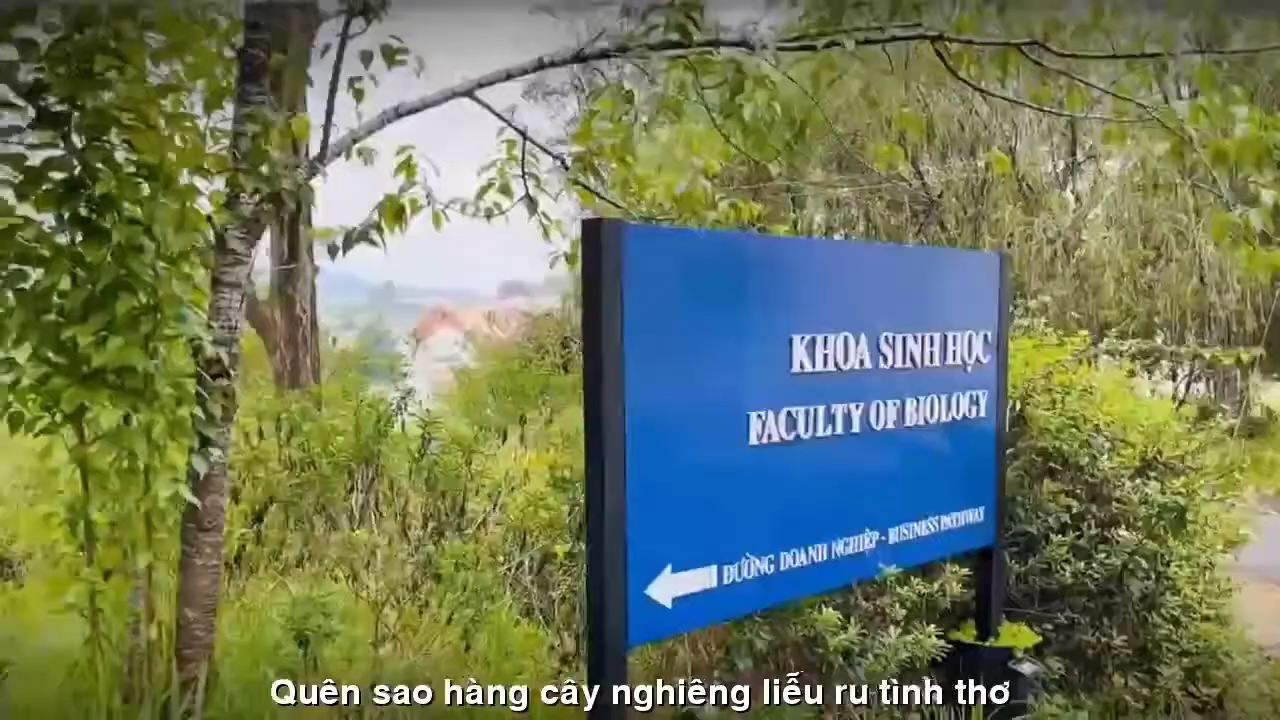 KHOA SINH HỌC
FACULTY OF BIOLOGY
ĐƯỜNG DOANH NGHIỆP - BUSINESS PATHWAY
Quên sao hàng cây nghiêng liễu ru tình thơ